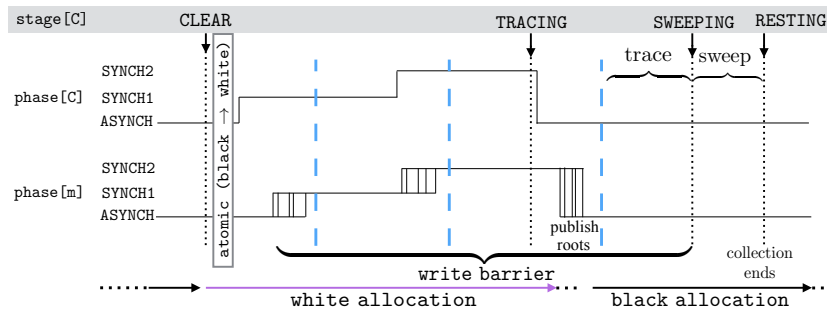 stage[C] CLEAR TRACING SWEEPING RESTING
atomic (black → white)
trace sweep
SYNCH2
phase[C] SYNCH1
ASYNCH
SYNCH2
phase[m] SYNCH1
ASYNCH
publish
roots
collection
ends
write barrier
white allocation black allocation